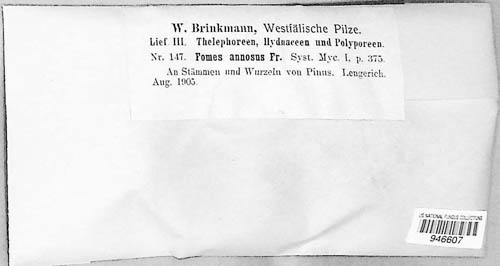 W. Brinkmann, Westfälische Pilze.
Lief. III. Thelephoreen, Hydnaceen und Polyporeen.
Nr. 147. Fomes annosus Fr. Syst. Myc. I, p. 375.
An Stämmen und Wurzeln von Pinus. Lengerich.
Aug. 1905.
US NATIONAL FUNGUS COLLECTIONS
946607